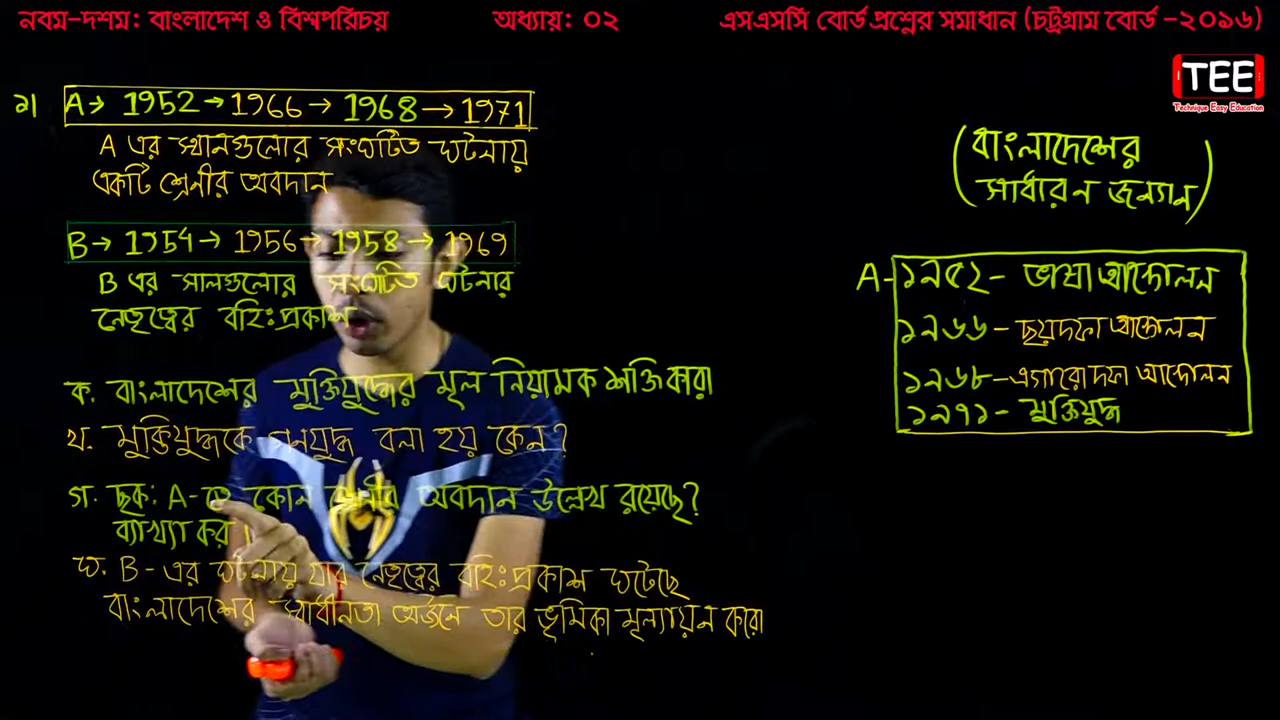 নবম-দশম: বাংলাদেশ ও বিশ্বপরিচয় অধ্যায়: ০২ এসএসসি বোর্ড প্রশ্নের সমাধান (চট্টগ্রাম বোর্ড -২০১৬)
TEE
Technique Easy Education
১। A→ 1952 → 1966 → 1968 → 1971
A এর স্থানগুলোর সংঘটিত ঘটনায়
একটি শ্রেনীর অবদান
B→ 1954 → 1956 → 1958 → 1969
B এর সালগুলোর সংঘটিত ঘটনার
নেতৃত্বের বহিঃপ্রকাশ
ক. বাংলাদেশের মুক্তিযুদ্ধের মূল নিয়ামক শক্তি কারা
খ. মুক্তিযুদ্ধকে গনযুদ্ধ বলা হয় কেন?
গ. ছক: A-তে কোন শ্রেনীর অবদান উল্লেখ রয়েছে?
ব্যাখ্যা কর।
ঘ. B-এর ঘটনায় যার নেতৃত্বের বহিঃপ্রকাশ ঘটেছে
বাংলাদেশের স্বাধীনতা অর্জনে তার ভূমিকা মূল্যায়ন করো
(বাংলাদেশের
সার্ধারন জনগন)
A- ১৯৫২- ভাষা আন্দোলন
১৯৬৬- ছয়দফা আন্দোলন
১৯৬৮- এগারো দফা আন্দোলন
১৯৭১- মুক্তিযুদ্ধ